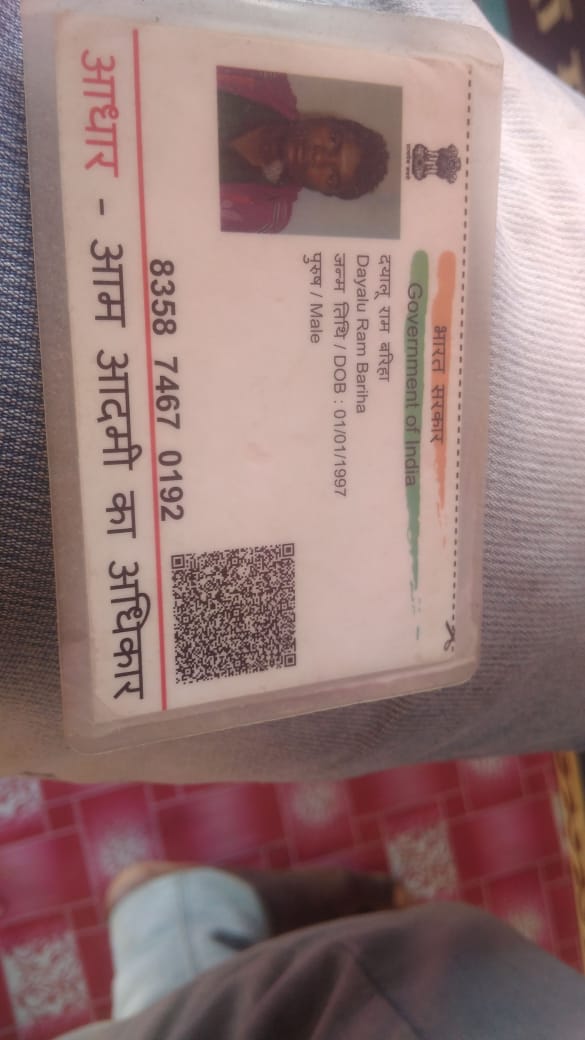 भारत सरकार
Government of India
दयालू राम बरिहा
Dayalu Ram Bariha
जन्म तिथि / DOB : 01/01/1997
पुरुष / Male
8358 7467 0192
आधार - आम आदमी का अधिकार